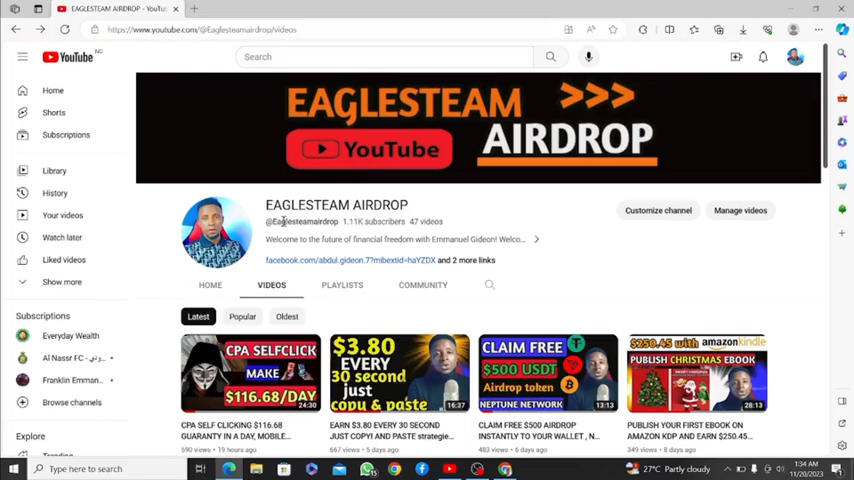 EAGLESTEAM AIRDROP - YouTu
https://www.youtube.com/@Eaglesteamairdrop/videos
YouTube NG
Search
EAGLESTEAM >>>
YouTube AIRDROP
Home
Shorts
Subscriptions
Library
History
Your videos
Watch later
Liked videos
Show more
Subscriptions
Everyday Wealth
Al Nassr FC -
Franklin Emman...
Browse channels
Explore
EAGLESTEAM AIRDROP
@Eaglesteamairdrop 1.11K subscribers 47 videos
Welcome to the future of financial freedom with Emmanuel Gideon! Welco...
facebook.com/abdul.gideon.7?mibextid=haYZDX and 2 more links
Customize channel
Manage videos
HOME VIDEOS PLAYLISTS COMMUNITY
Latest Popular Oldest
CPA SELFCLICK
MAKE
$116.68/DAY
24:30
CPA SELF CLICKING $116.68
GUARANTY IN A DAY, MOBILE...
590 views • 19 hours ago
$3.80
EVERY
30 second
just
copy & paste
16:37
EARN $3.80 EVERY 30 SECOND
JUST COPYI AND PASTE strategie...
667 views • 5 days ago
CLAIM FREE
$500 USDT
Airdrop token
NEPTUNE NETWORK
13:13
CLAIM FREE $500 AIRDROP
INSTANTLY TO YOUR WALLET , N...
483 views • 6 days ago
$250.45 with amazonkindle
PUBLISH CHRISTMAS EBOOK
28:13
PUBLISH YOUR FIRST EBOOK ON
AMAZON KDP AND EARN $250.45...
349 views • 8 days ago
Type here to search
27°C Partly cloudy
1:34 AM
11/20/2023